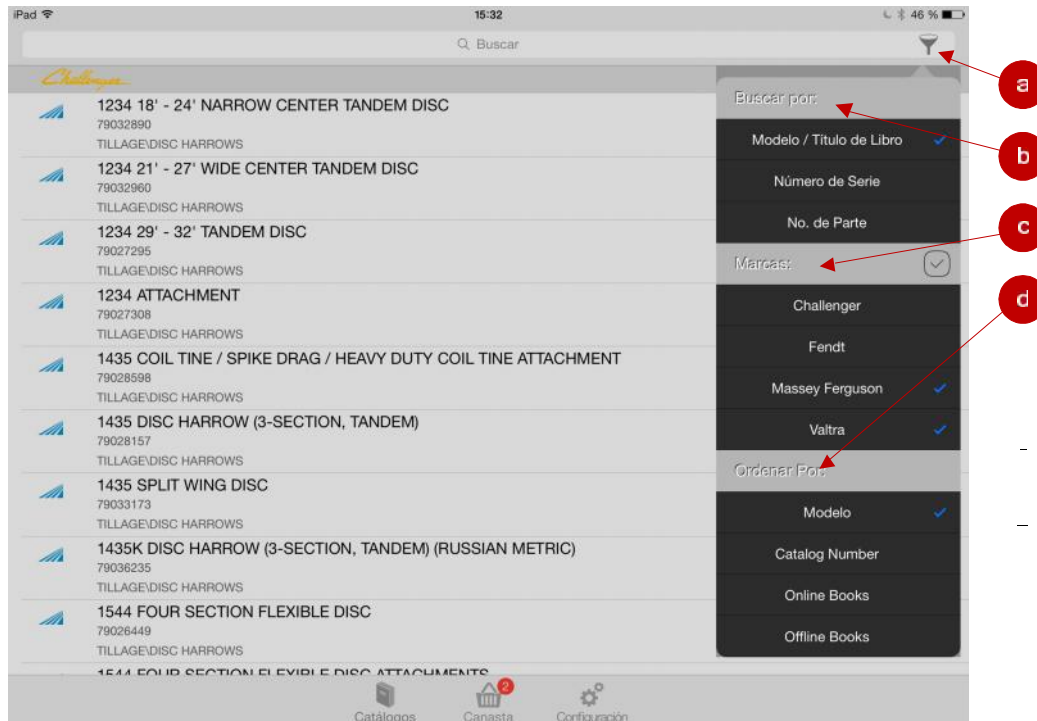 iPad 15:32 46 %
Buscar
Challenger
1234 18' - 24' NARROW CENTER TANDEM DISC
79032890
TILLAGE\DISC HARROWS
1234 21' - 27' WIDE CENTER TANDEM DISC
79032960
TILLAGE\DISC HARROWS
1234 29' - 32' TANDEM DISC
79027295
TILLAGE\DISC HARROWS
1234 ATTACHMENT
79027308
TILLAGE\DISC HARROWS
1435 COIL TINE / SPIKE DRAG / HEAVY DUTY COIL TINE ATTACHMENT
79028598
TILLAGE\DISC HARROWS
1435 DISC HARROW (3-SECTION, TANDEM)
79028157
TILLAGE\DISC HARROWS
1435 SPLIT WING DISC
79033173
TILLAGE\DISC HARROWS
1435K DISC HARROW (3-SECTION, TANDEM) (RUSSIAN METRIC)
79036235
TILLAGE\DISC HARROWS
1544 FOUR SECTION FLEXIBLE DISC
79026449
TILLAGE\DISC HARROWS
1544 FOUR SECTION FLEXIBLE DISC ATTACHMENTS
Buscar por:
Modelo / Título de Libro
Número de Serie
No. de Parte
Marcas:
Challenger
Fendt
Massey Ferguson
Valtra
Ordenar Por:
Modelo
Catalog Number
Online Books
Offline Books
a
b
c
d
2
Catálogos Canasta Configuración